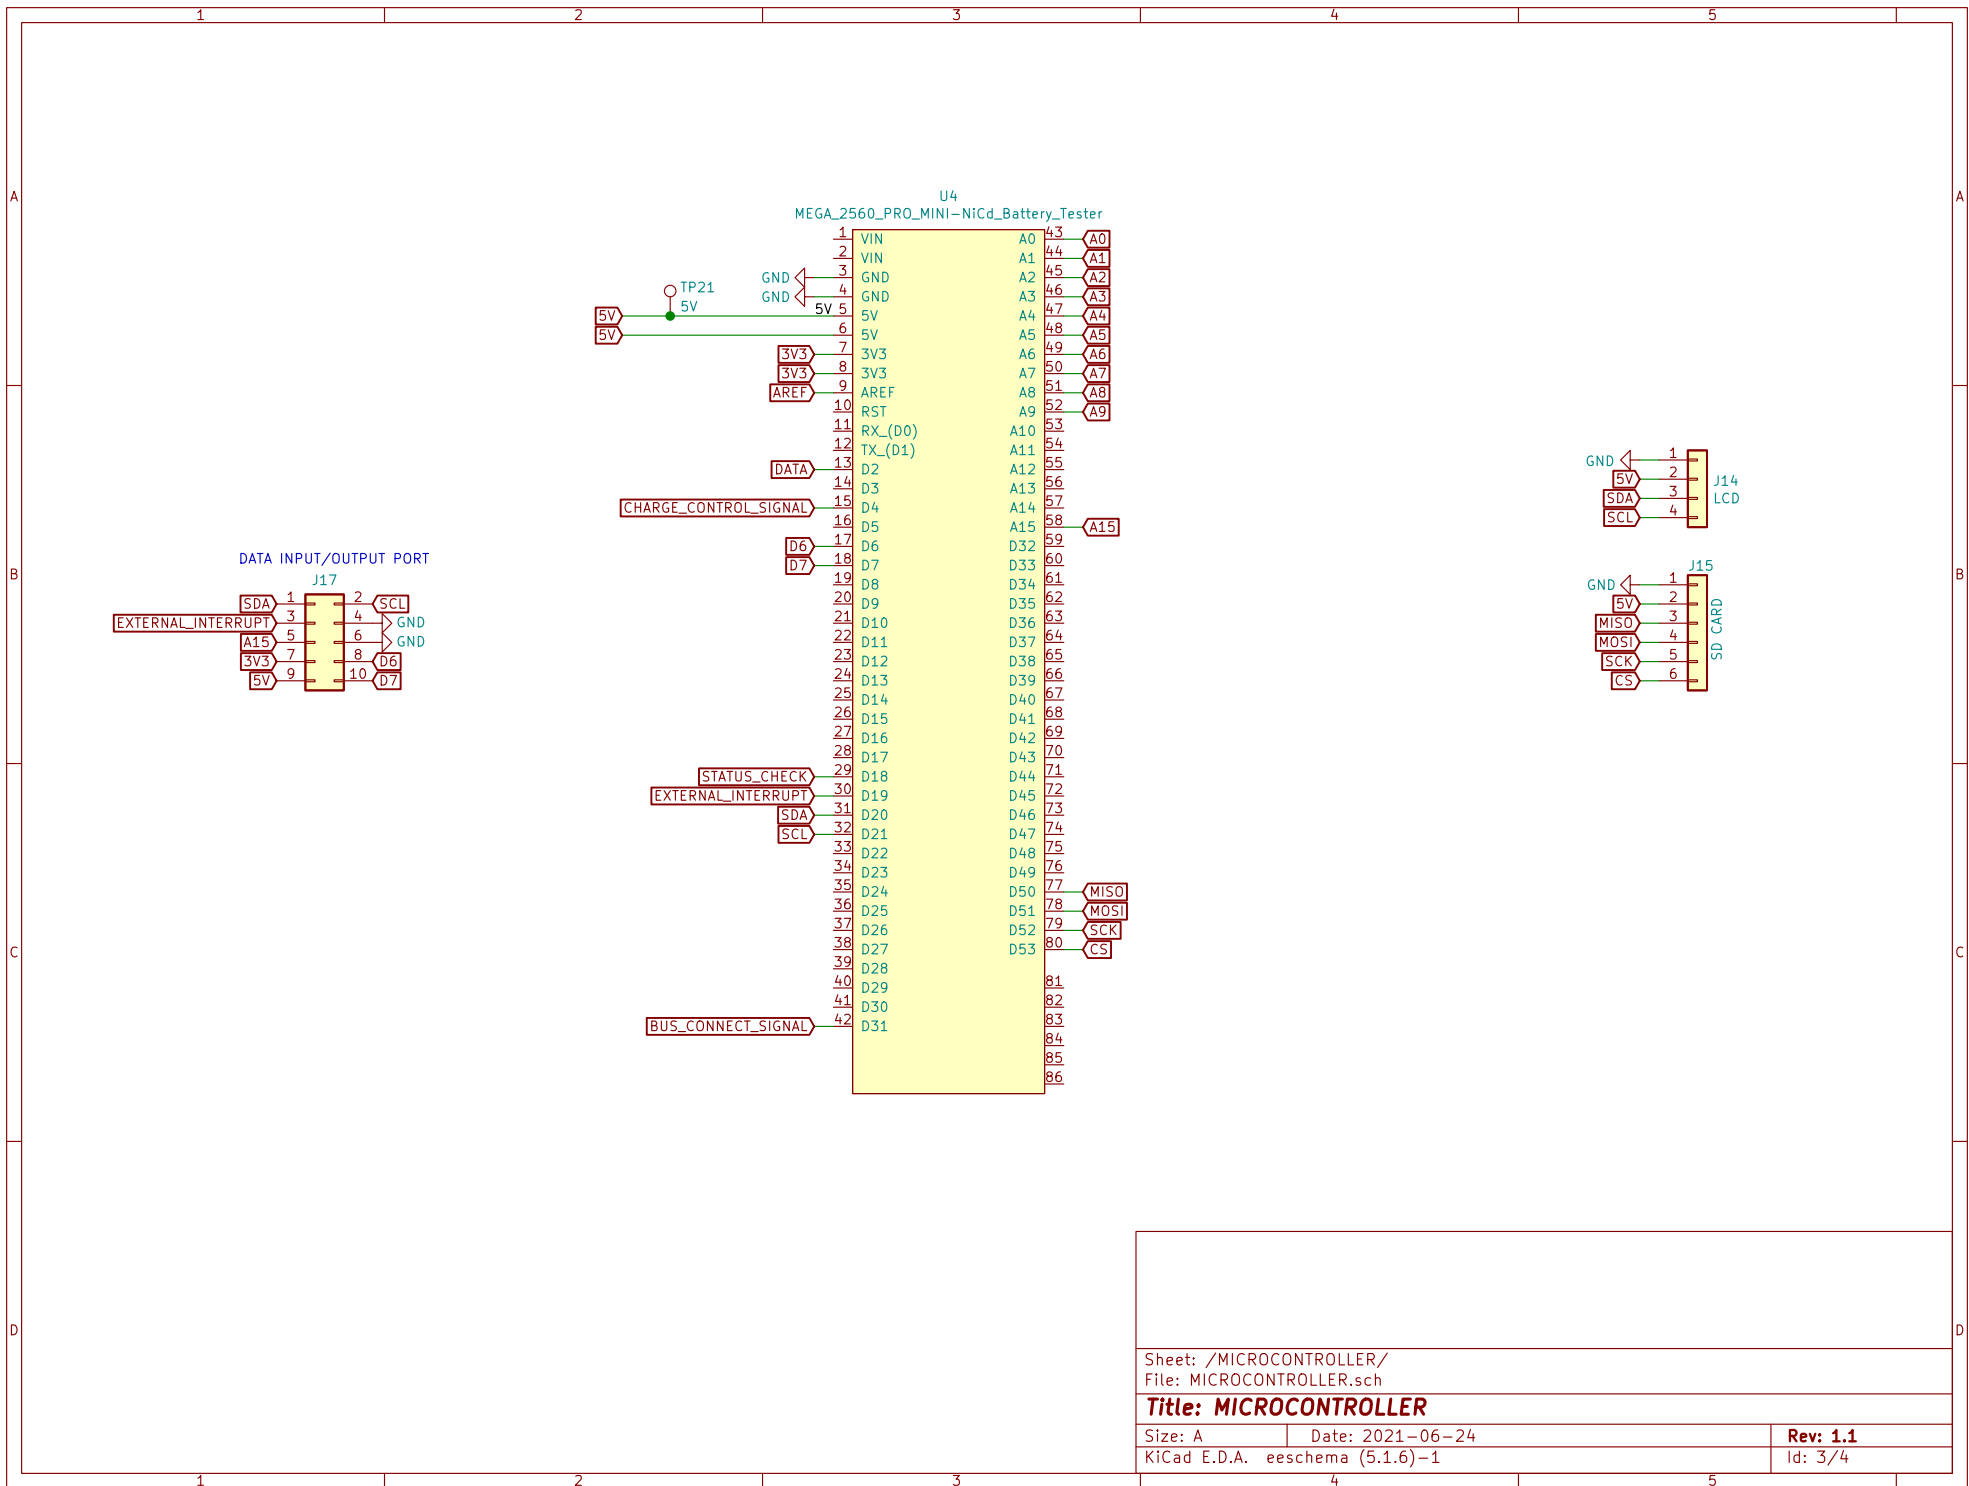 1 2 3 4 5
A A
B B
C C
D D
U4
MEGA_2560_PRO_MINI-NiCd_Battery_Tester
1 VIN A0 43 A0
2 VIN A1 44 A1
GND 3 GND A2 45 A2
GND 4 GND A3 46 A3
TP21
5V
5V 5V 5 5V A4 47 A4
5V 6 5V A5 48 A5
3V3 7 3V3 A6 49 A6
3V3 8 3V3 A7 50 A7
AREF 9 AREF A8 51 A8
10 RST A9 52 A9
11 RX_(D0) A10 53
12 TX_(D1) A11 54
DATA 13 D2 A12 55
14 D3 A13 56
CHARGE_CONTROL_SIGNAL 15 D4 A14 57
16 D5 A15 58 A15
D6 17 D6 D32 59
D7 18 D7 D33 60
19 D8 D34 61
20 D9 D35 62
21 D10 D36 63
22 D11 D37 64
23 D12 D38 65
24 D13 D39 66
25 D14 D40 67
26 D15 D41 68
27 D16 D42 69
28 D17 D43 70
STATUS_CHECK 29 D18 D44 71
EXTERNAL_INTERRUPT 30 D19 D45 72
SDA 31 D20 D46 73
SCL 32 D21 D47 74
33 D22 D48 75
34 D23 D49 76
35 D24 D50 77 MISO
36 D25 D51 78 MOSI
37 D26 D52 79 SCK
38 D27 D53 80 CS
39 D28
40 D29 81
41 D30 82
BUS_CONNECT_SIGNAL 42 D31 83
84
85
86
DATA INPUT/OUTPUT PORT
J17
SDA 1 2 SCL
EXTERNAL_INTERRUPT 3 4 GND
A15 5 6 GND
3V3 7 8 D6
5V 9 10 D7
J14
LCD
GND 1
5V 2
SDA 3
SCL 4
J15
SD CARD
GND 1
5V 2
MISO 3
MOSI 4
SCK 5
CS 6
Sheet: /MICROCONTROLLER/
File: MICROCONTROLLER.sch
Title: MICROCONTROLLER
Size: A Date: 2021-06-24 Rev: 1.1
KiCad E.D.A. eeschema (5.1.6)-1 Id: 3/4
1 2 3 4 5